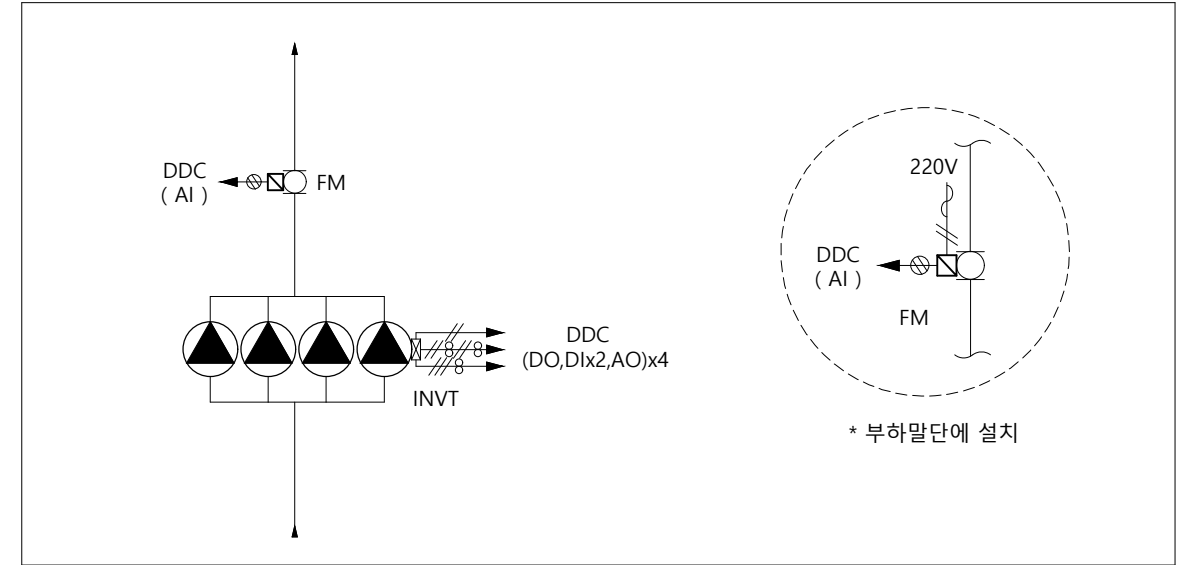 DDC
( AI )
FM
DDC
(DO,DIx2,AO)x4
INVT
220V
DDC
( AI )
FM
* 부하말단에 설치